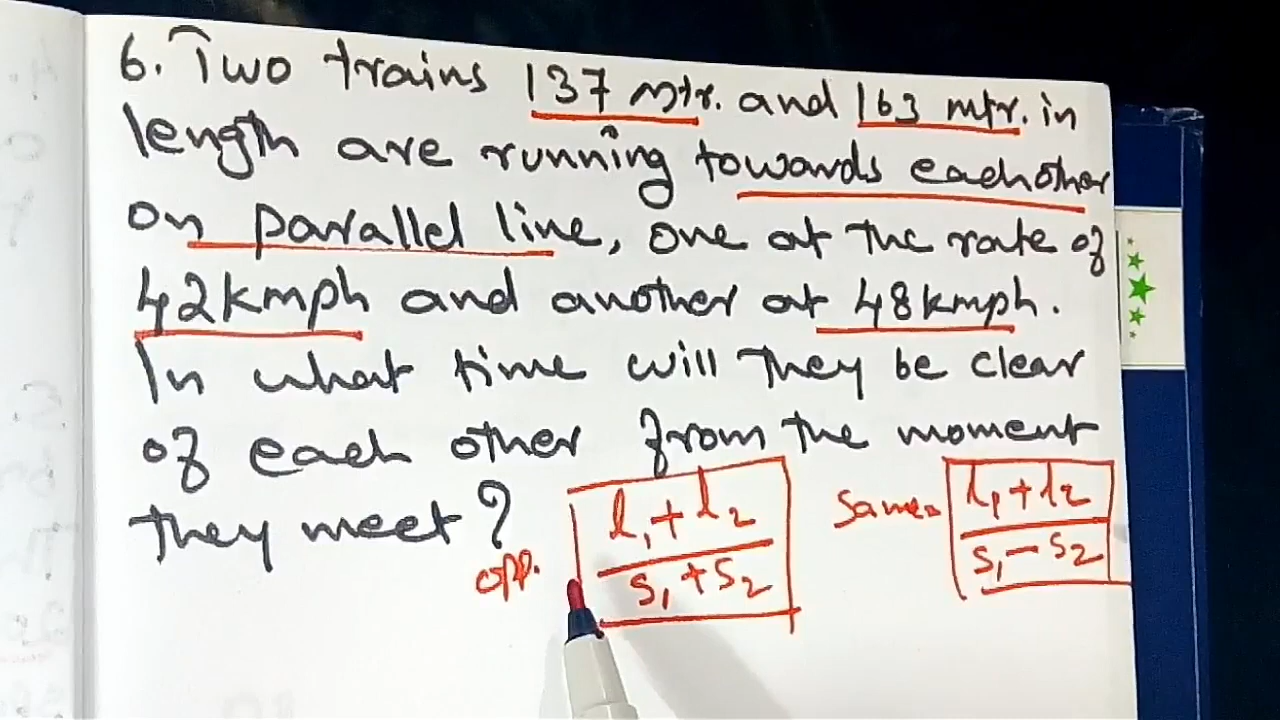 6. Two trains 137 mtr. and 163 mtr. in
length are running towards eachother
on parallel line, one at the rate of
42kmph and another at 48kmph.
In what time will they be clear
of each other from the moment
they meet?
opp. l₁+l₂ / s₁+s₂
Same= l₁+l₂ / s₁-s₂